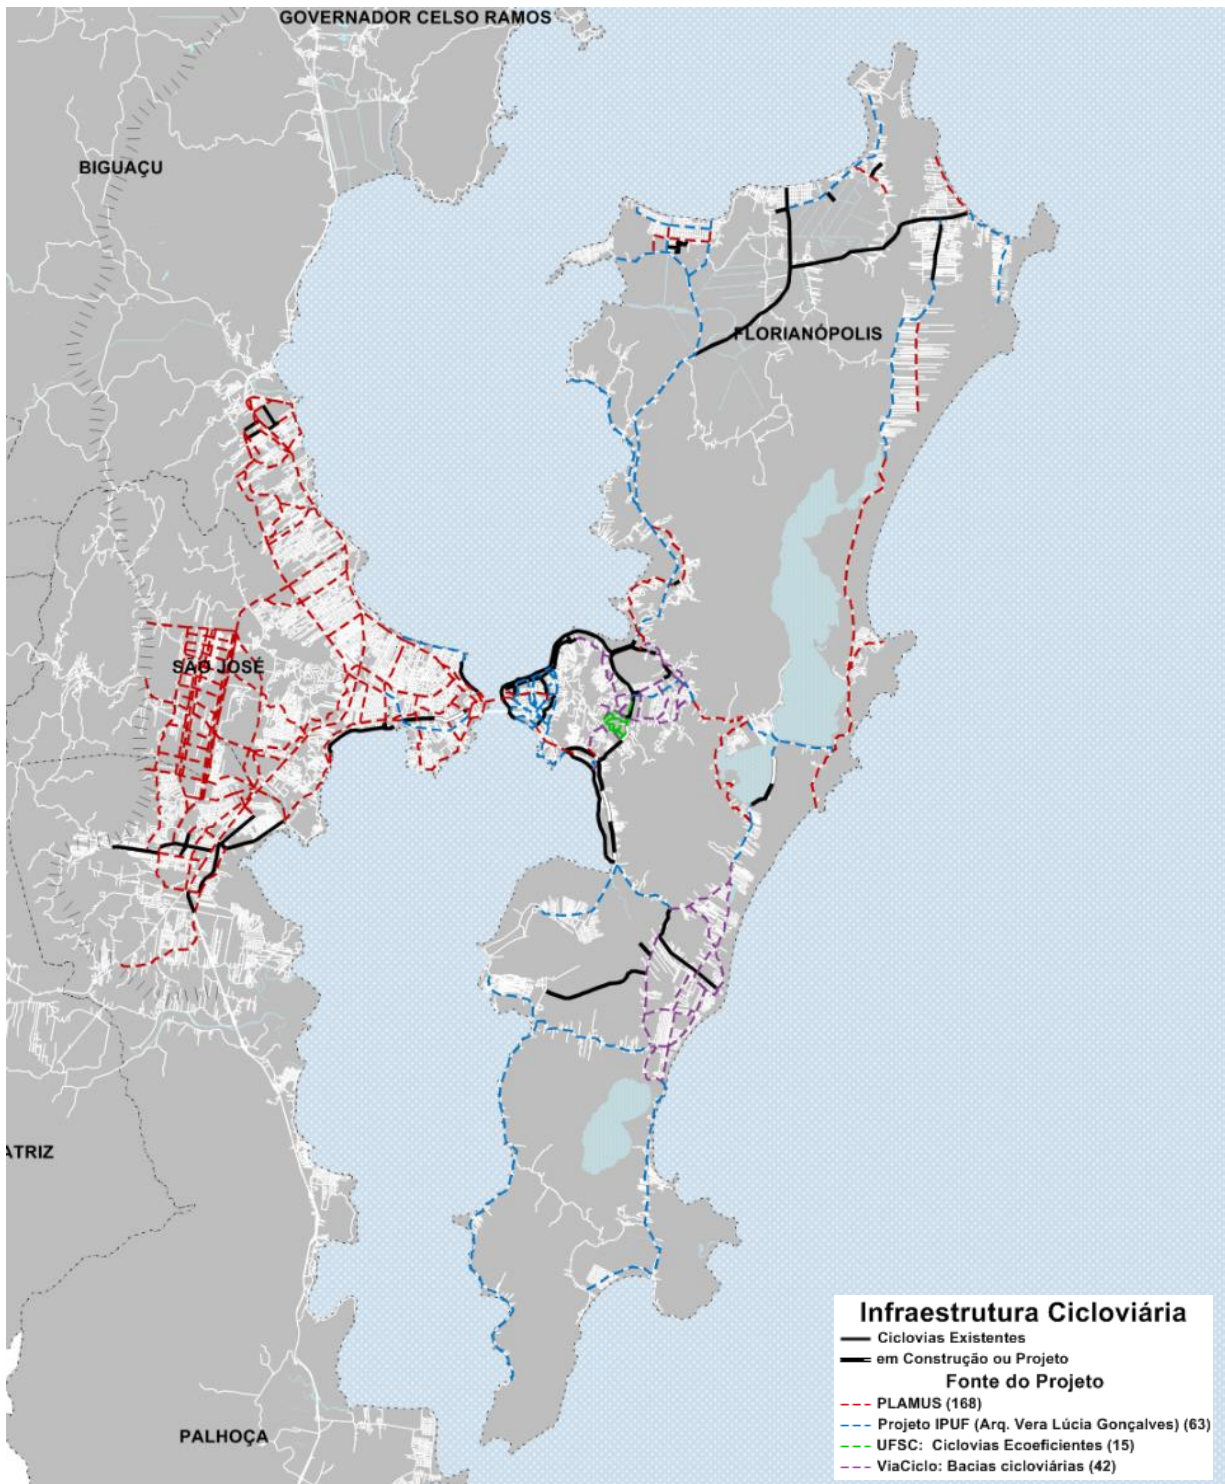 GOVERNADOR CELSO RAMOS
BIGUAÇU
FLORIANÓPOLIS
SÃO JOSÉ
ATRIZ
PALHOÇA
Infraestrutura Cicloviária
Ciclovias Existentes
em Construção ou Projeto
Fonte do Projeto
PLAMUS (168)
Projeto IPUF (Arq. Vera Lúcia Gonçalves) (63)
UFSC: Ciclovias Ecoeficientes (15)
ViaCiclo: Bacias cicloviárias (42)